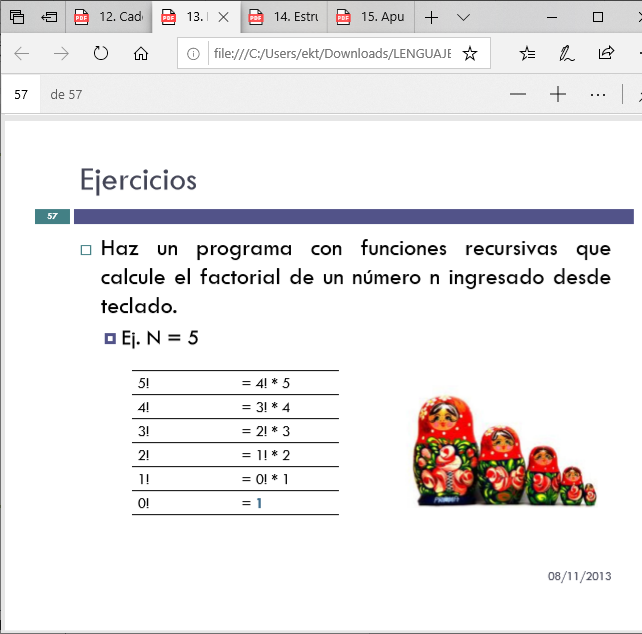 12. Cad
13.
14. Estru
15. Apu
file:///C:/Users/ekt/Downloads/LENGUAJE
57 de 57
Ejercicios
57
Haz un programa con funciones recursivas que
calcule el factorial de un número n ingresado desde
teclado.
Ej. N = 5
5! = 4! * 5
4! = 3! * 4
3! = 2! * 3
2! = 1! * 2
1! = 0! * 1
0! = 1
08/11/2013